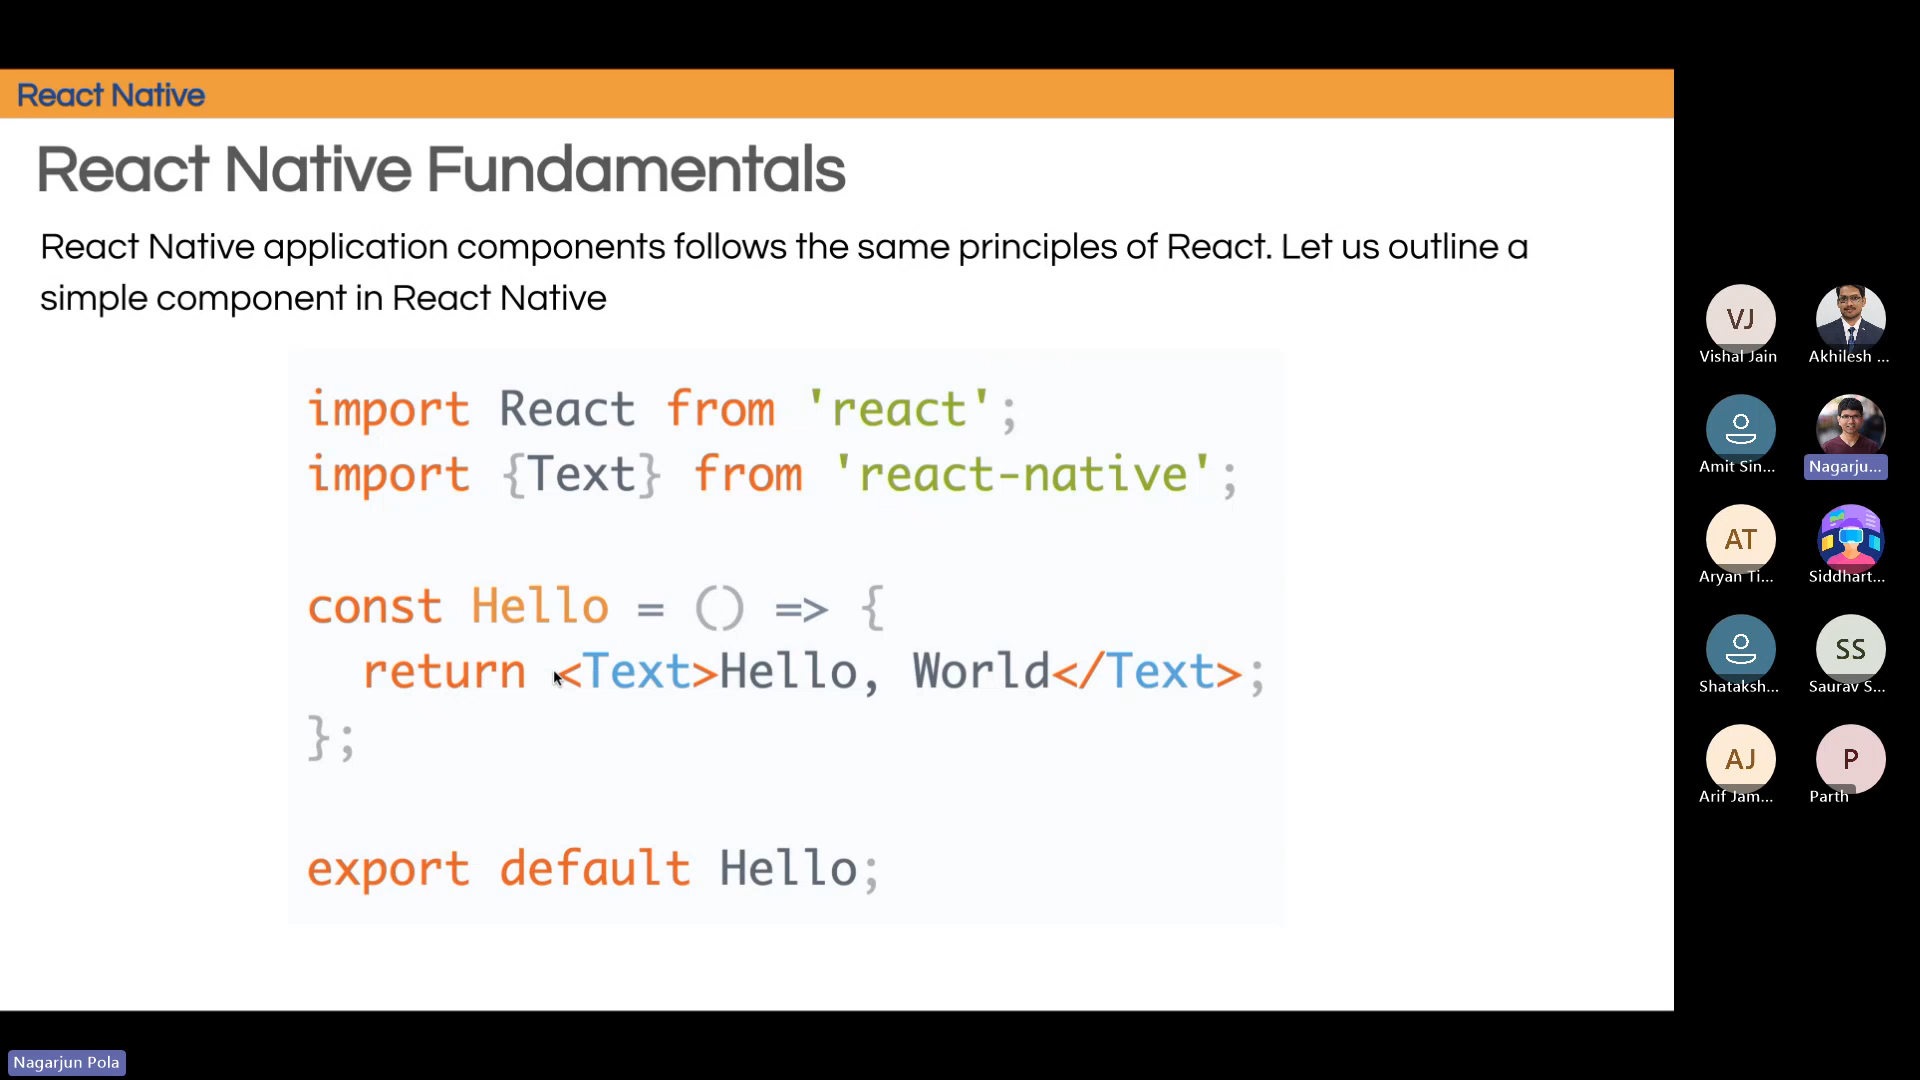 React Native
React Native Fundamentals
React Native application components follows the same principles of React. Let us outline a
simple component in React Native
import React from 'react';
import {Text} from 'react-native';
const Hello = () => {
return <Text>Hello, World</Text>;
};
export default Hello;
VJ
Vishal Jain
Akhilesh ...
Amit Sin...
Nagarju...
AT
Aryan Ti...
Siddhart...
Shataksh...
SS
Saurav S...
AJ
Arif Jam...
P
Parth
Nagarjun Pola